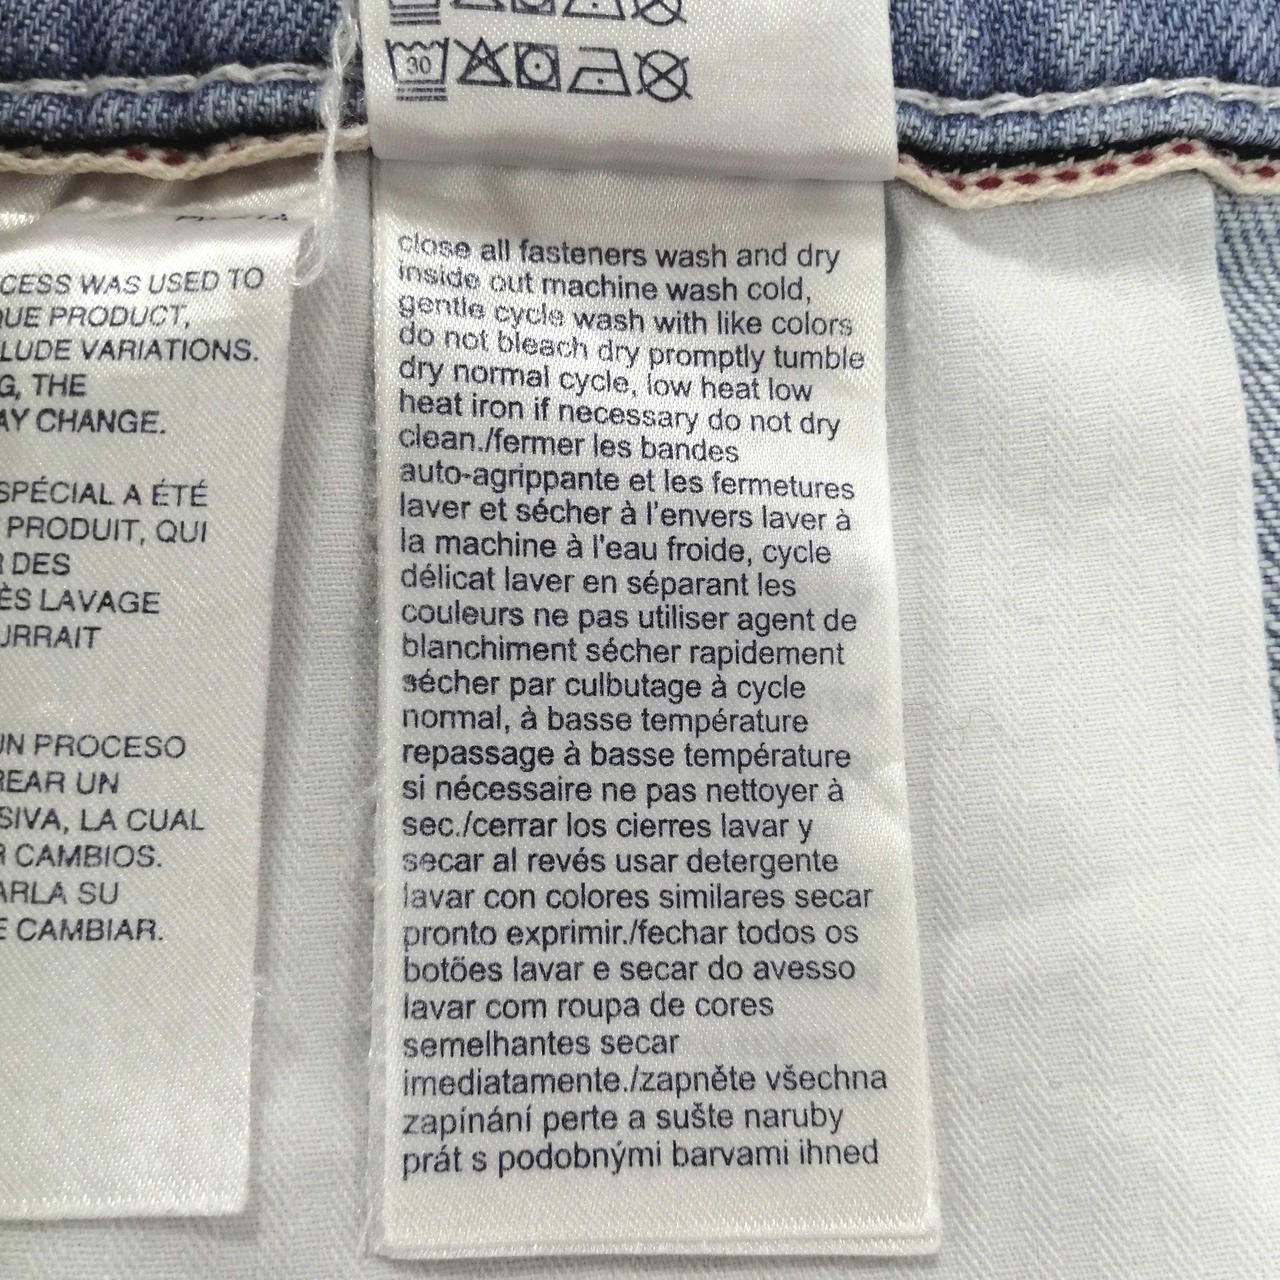 30
CESS WAS USED TO
QUE PRODUCT,
LUDE VARIATIONS.
G, THE
AY CHANGE.
SPÉCIAL A ÉTÉ
PRODUIT, QUI
R DES
ÈS LAVAGE
URRAIT
UN PROCESO
REAR UN
SIVA, LA CUAL
R CAMBIOS.
ARLA SU
E CAMBIAR.
close all fasteners wash and dry
inside out machine wash cold,
gentle cycle wash with like colors
do not bleach dry promptly tumble
dry normal cycle, low heat low
heat iron if necessary do not dry
clean./fermer les bandes
auto-agrippante et les fermetures
laver et sécher à l'envers laver à
la machine à l'eau froide, cycle
délicat laver en séparant les
couleurs ne pas utiliser agent de
blanchiment sécher rapidement
sécher par culbutage à cycle
normal, à basse température
repassage à basse température
si nécessaire ne pas nettoyer à
sec./cerrar los cierres lavar y
secar al revés usar detergente
lavar con colores similares secar
pronto exprimir./fechar todos os
botões lavar e secar do avesso
lavar com roupa de cores
semelhantes secar
imediatamente./zapněte všechna
zapínání perte a sušte naruby
prát s podobnými barvami ihned